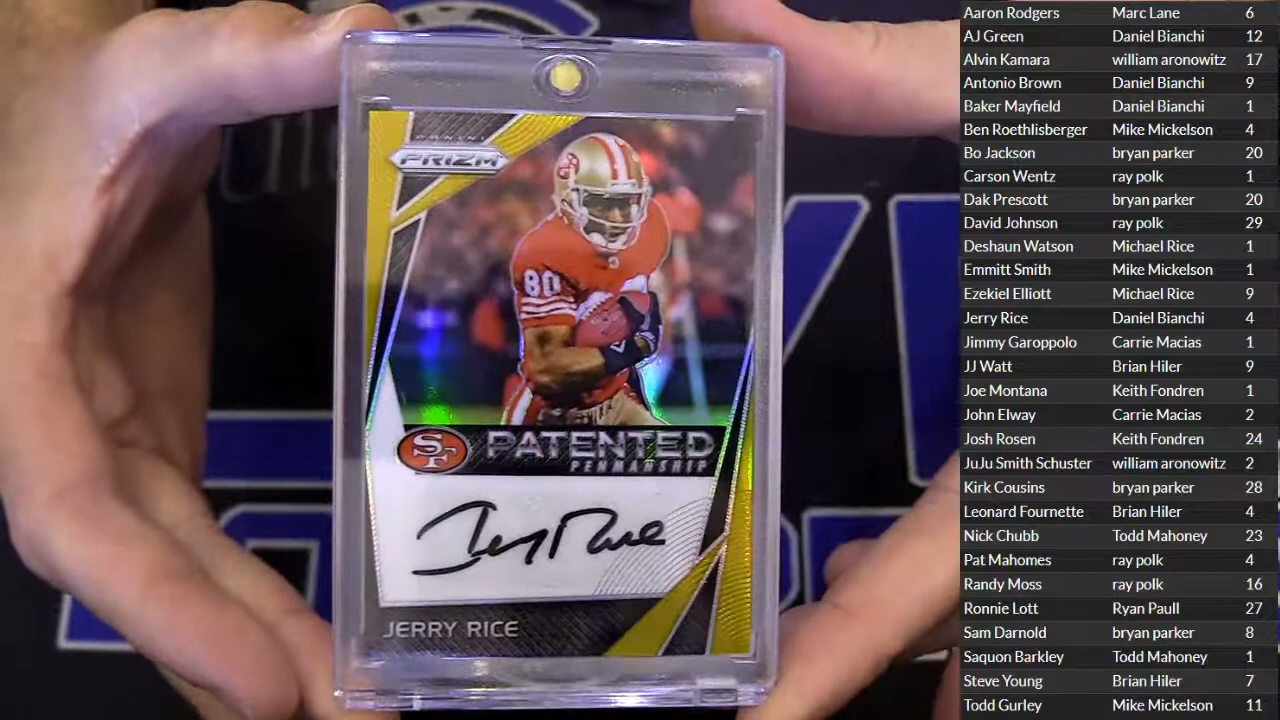 PANINI
PRIZM
80
SF
PATENTED
PENMANSHIP
Jerry Rice
JERRY RICE
Aaron Rodgers Marc Lane 6
AJ Green Daniel Bianchi 12
Alvin Kamara william aronowitz 17
Antonio Brown Daniel Bianchi 9
Baker Mayfield Daniel Bianchi 1
Ben Roethlisberger Mike Mickelson 4
Bo Jackson bryan parker 20
Carson Wentz ray polk 1
Dak Prescott bryan parker 20
David Johnson ray polk 29
Deshaun Watson Michael Rice 1
Emmitt Smith Mike Mickelson 1
Ezekiel Elliott Michael Rice 9
Jerry Rice Daniel Bianchi 4
Jimmy Garoppolo Carrie Macias 1
JJ Watt Brian Hiler 9
Joe Montana Keith Fondren 1
John Elway Carrie Macias 2
Josh Rosen Keith Fondren 24
JuJu Smith Schuster william aronowitz 2
Kirk Cousins bryan parker 28
Leonard Fournette Brian Hiler 4
Nick Chubb Todd Mahoney 23
Pat Mahomes ray polk 4
Randy Moss ray polk 16
Ronnie Lott Ryan Paull 27
Sam Darnold bryan parker 8
Saquon Barkley Todd Mahoney 1
Steve Young Brian Hiler 7
Todd Gurley Mike Mickelson 11